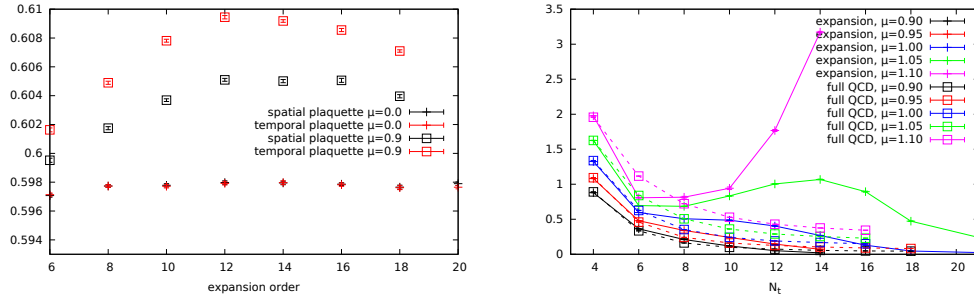 0.61
0.608
0.606
0.604
0.602
0.6
0.598
0.596
0.594
spatial plaquette μ=0.0
temporal plaquette μ=0.0
spatial plaquette μ=0.9
temporal plaquette μ=0.9
6 8 10 12 14 16 18 20
expansion order
3.5
3
2.5
2
1.5
1
0.5
0
expansion, μ=0.90
expansion, μ=0.95
expansion, μ=1.00
expansion, μ=1.05
expansion, μ=1.10
full QCD, μ=0.90
full QCD, μ=0.95
full QCD, μ=1.00
full QCD, μ=1.05
full QCD, μ=1.10
4 6 8 10 12 14 16 18 20
Nt